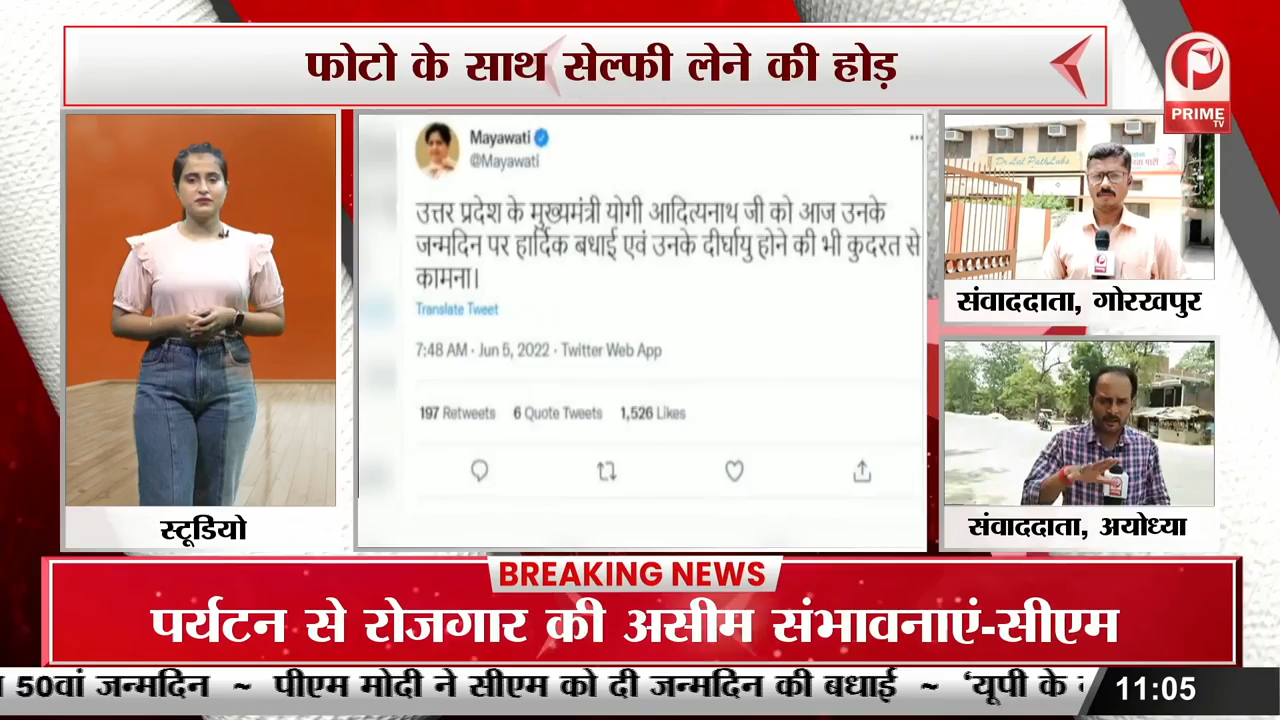 फोटो के साथ सेल्फी लेने की होड़
PRIME
TV
Mayawati
@Mayawati
उत्तर प्रदेश के मुख्यमंत्री योगी आदित्यनाथ जी को आज उनके
जन्मदिन पर हार्दिक बधाई एवं उनके दीर्घायु होने की भी कुदरत से
कामना।
Translate Tweet
7:48 AM · Jun 5, 2022 · Twitter Web App
197 Retweets 6 Quote Tweets 1,526 Likes
Dr Lal PathLabs
संवाददाता, गोरखपुर
स्टूडियो
संवाददाता, अयोध्या
BREAKING NEWS
पर्यटन से रोजगार की असीम संभावनाएं-सीएम
50वां जन्मदिन ~ पीएम मोदी ने सीएम को दी जन्मदिन की बधाई ~ 'यूपी के
11:05